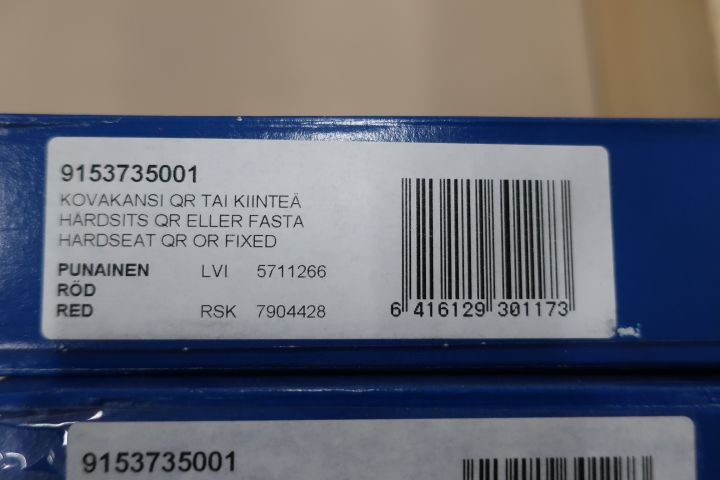 9153735001
KOVAKANSI QR TAI KIINTEÄ
HÅRDSITS QR ELLER FASTA
HARDSEAT QR OR FIXED
PUNAINEN LVI 5711266
RÖD
RED RSK 7904428
6 416129 301173
9153735001